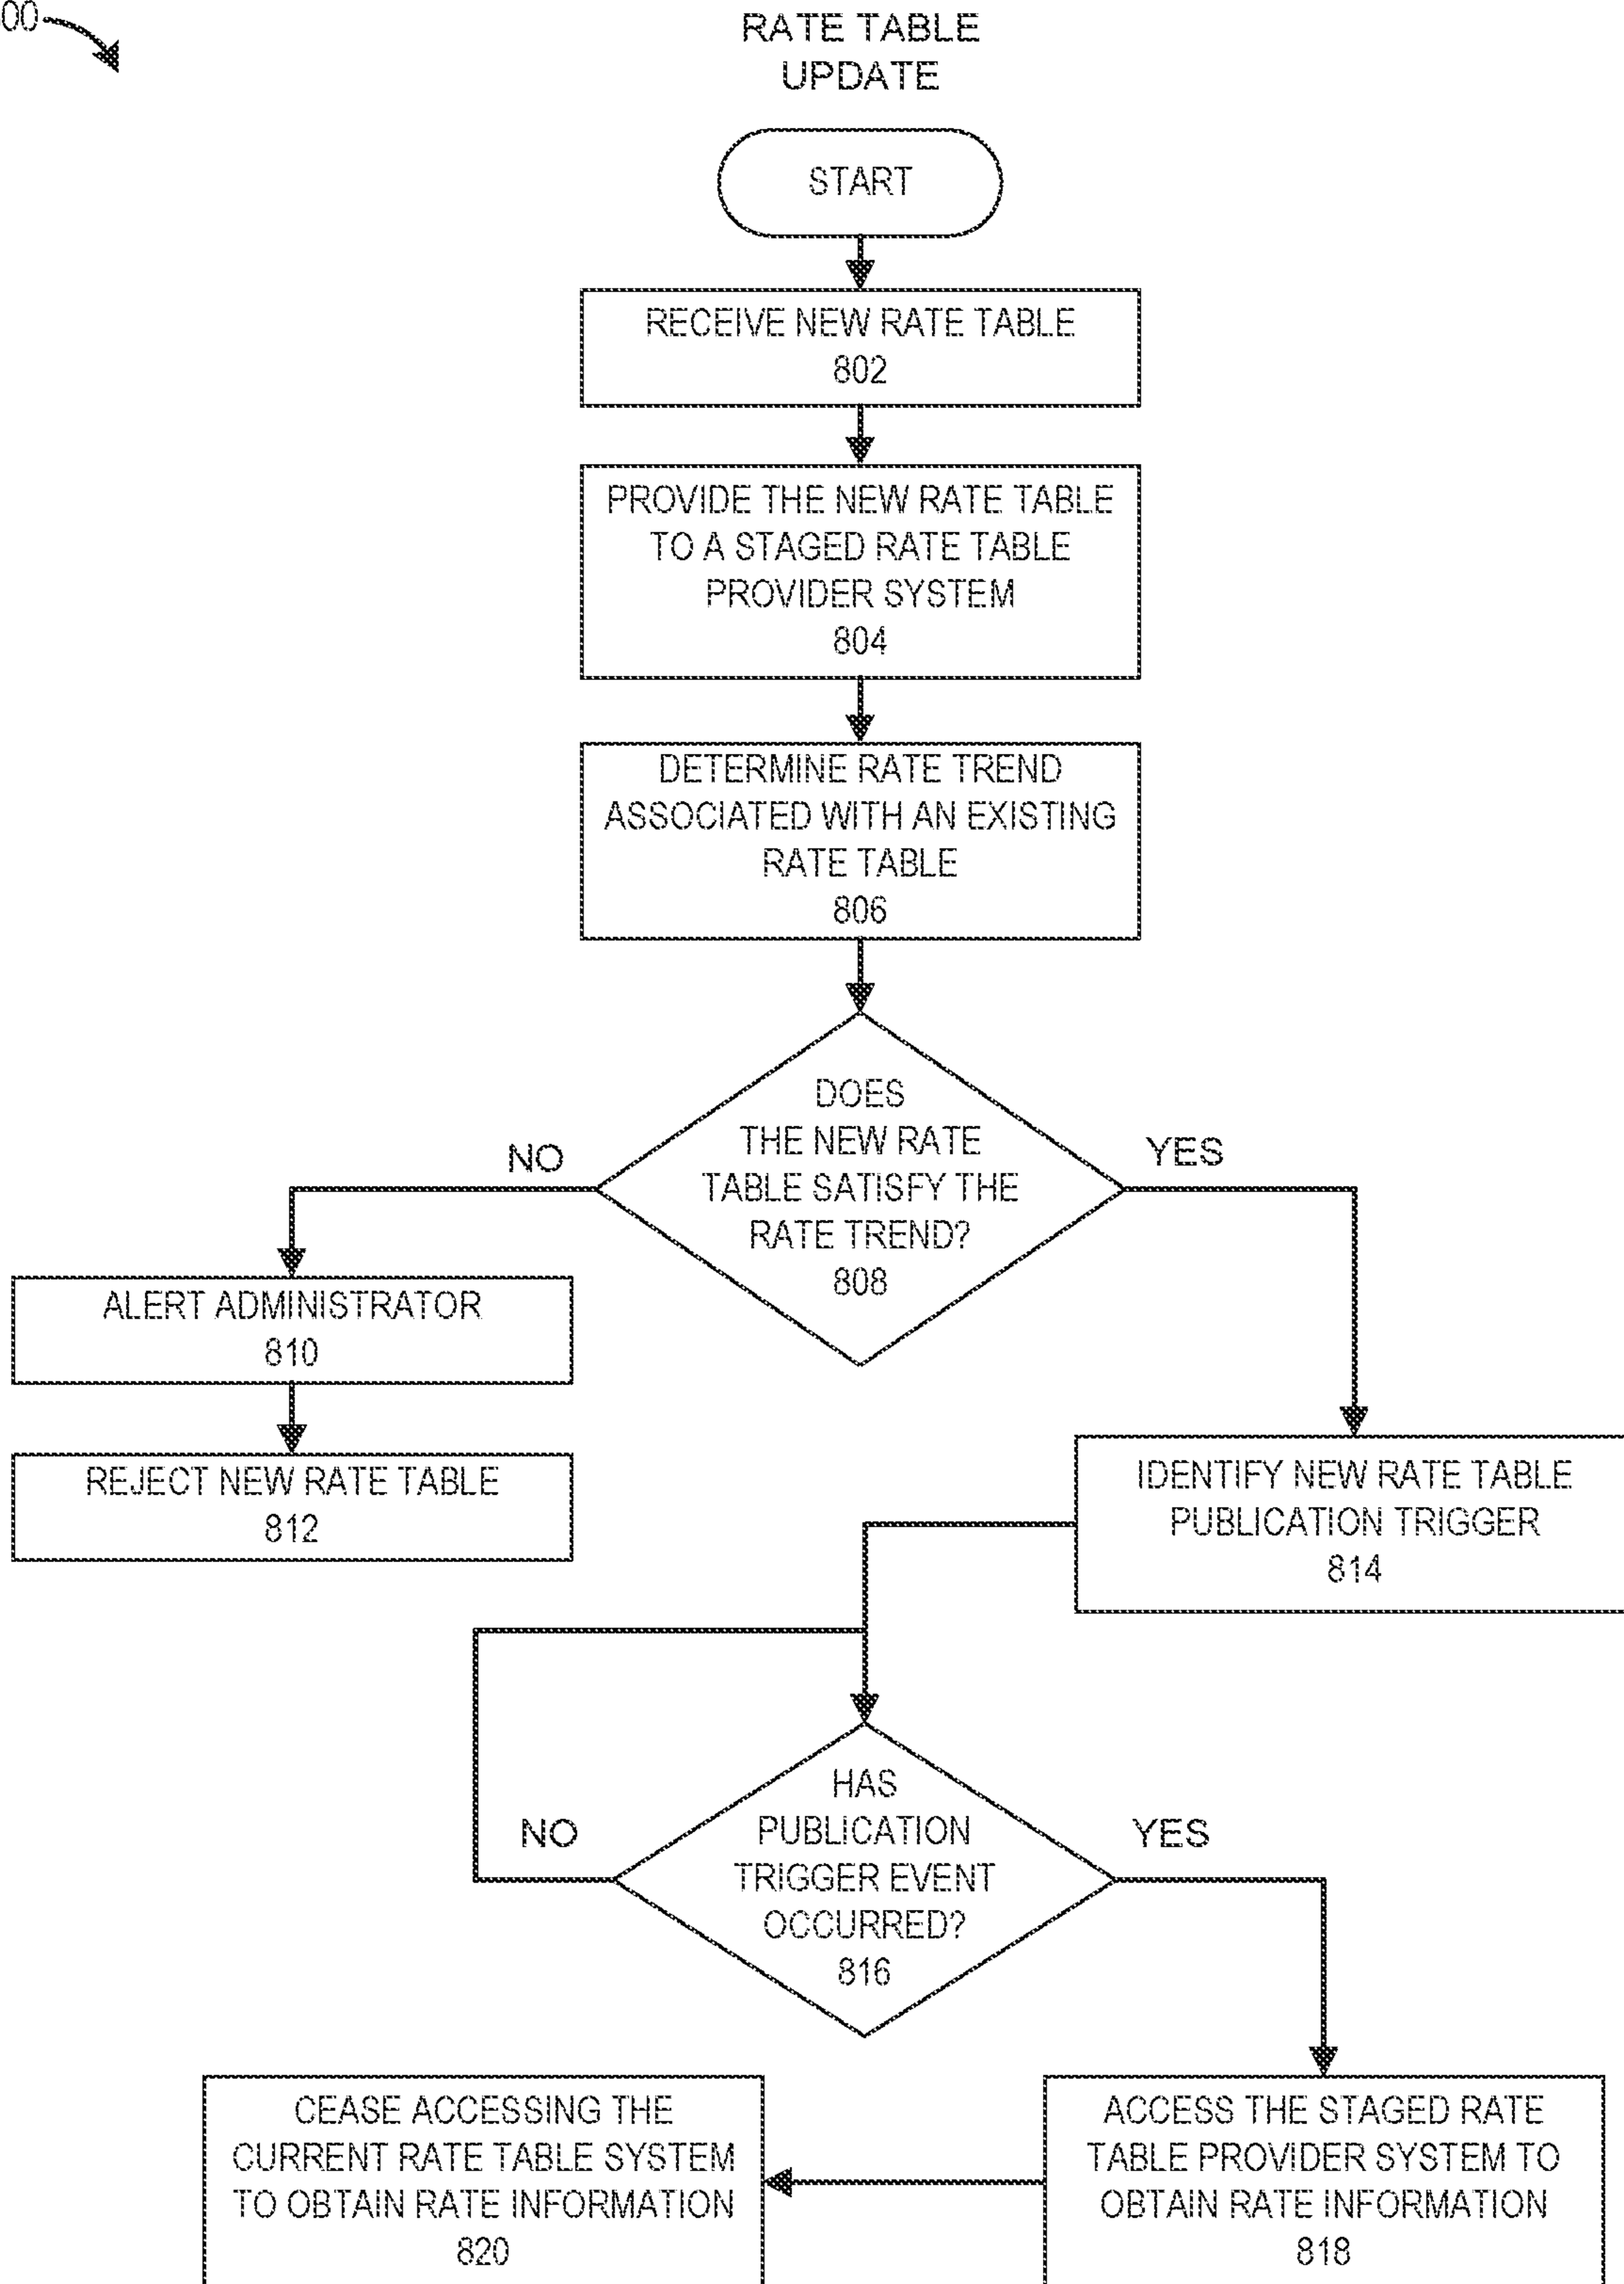 00
RATE TABLE
UPDATE
START
RECEIVE NEW RATE TABLE
802
PROVIDE THE NEW RATE TABLE
TO A STAGED RATE TABLE
PROVIDER SYSTEM
804
DETERMINE RATE TREND
ASSOCIATED WITH AN EXISTING
RATE TABLE
806
DOES
THE NEW RATE
TABLE SATISFY THE
RATE TREND?
808
NO
YES
ALERT ADMINISTRATOR
810
REJECT NEW RATE TABLE
812
IDENTIFY NEW RATE TABLE
PUBLICATION TRIGGER
814
HAS
PUBLICATION
TRIGGER EVENT
OCCURRED?
816
NO
YES
CEASE ACCESSING THE
CURRENT RATE TABLE SYSTEM
TO OBTAIN RATE INFORMATION
820
ACCESS THE STAGED RATE
TABLE PROVIDER SYSTEM TO
OBTAIN RATE INFORMATION
818